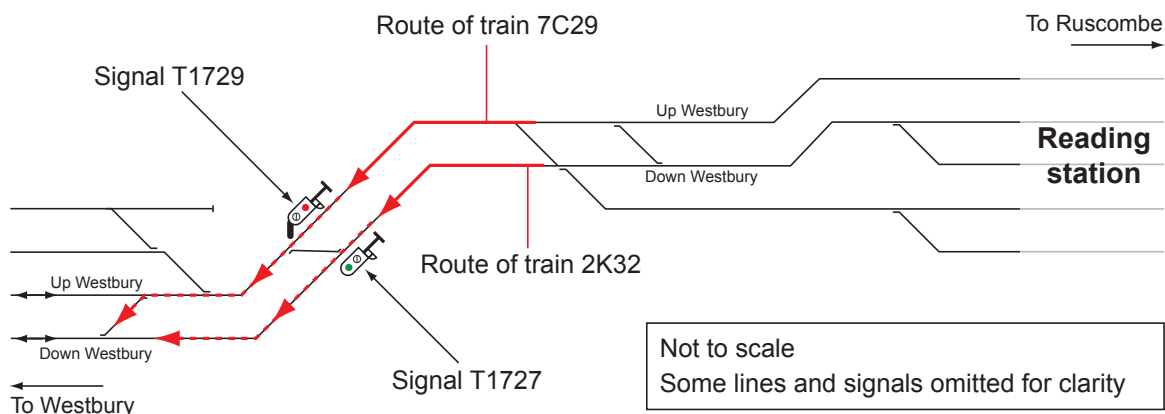 Route of train 7C29
To Ruscombe
Signal T1729
Up Westbury
Reading
station
Down Westbury
Route of train 2K32
Up Westbury
Down Westbury
Signal T1727
To Westbury
Not to scale
Some lines and signals omitted for clarity